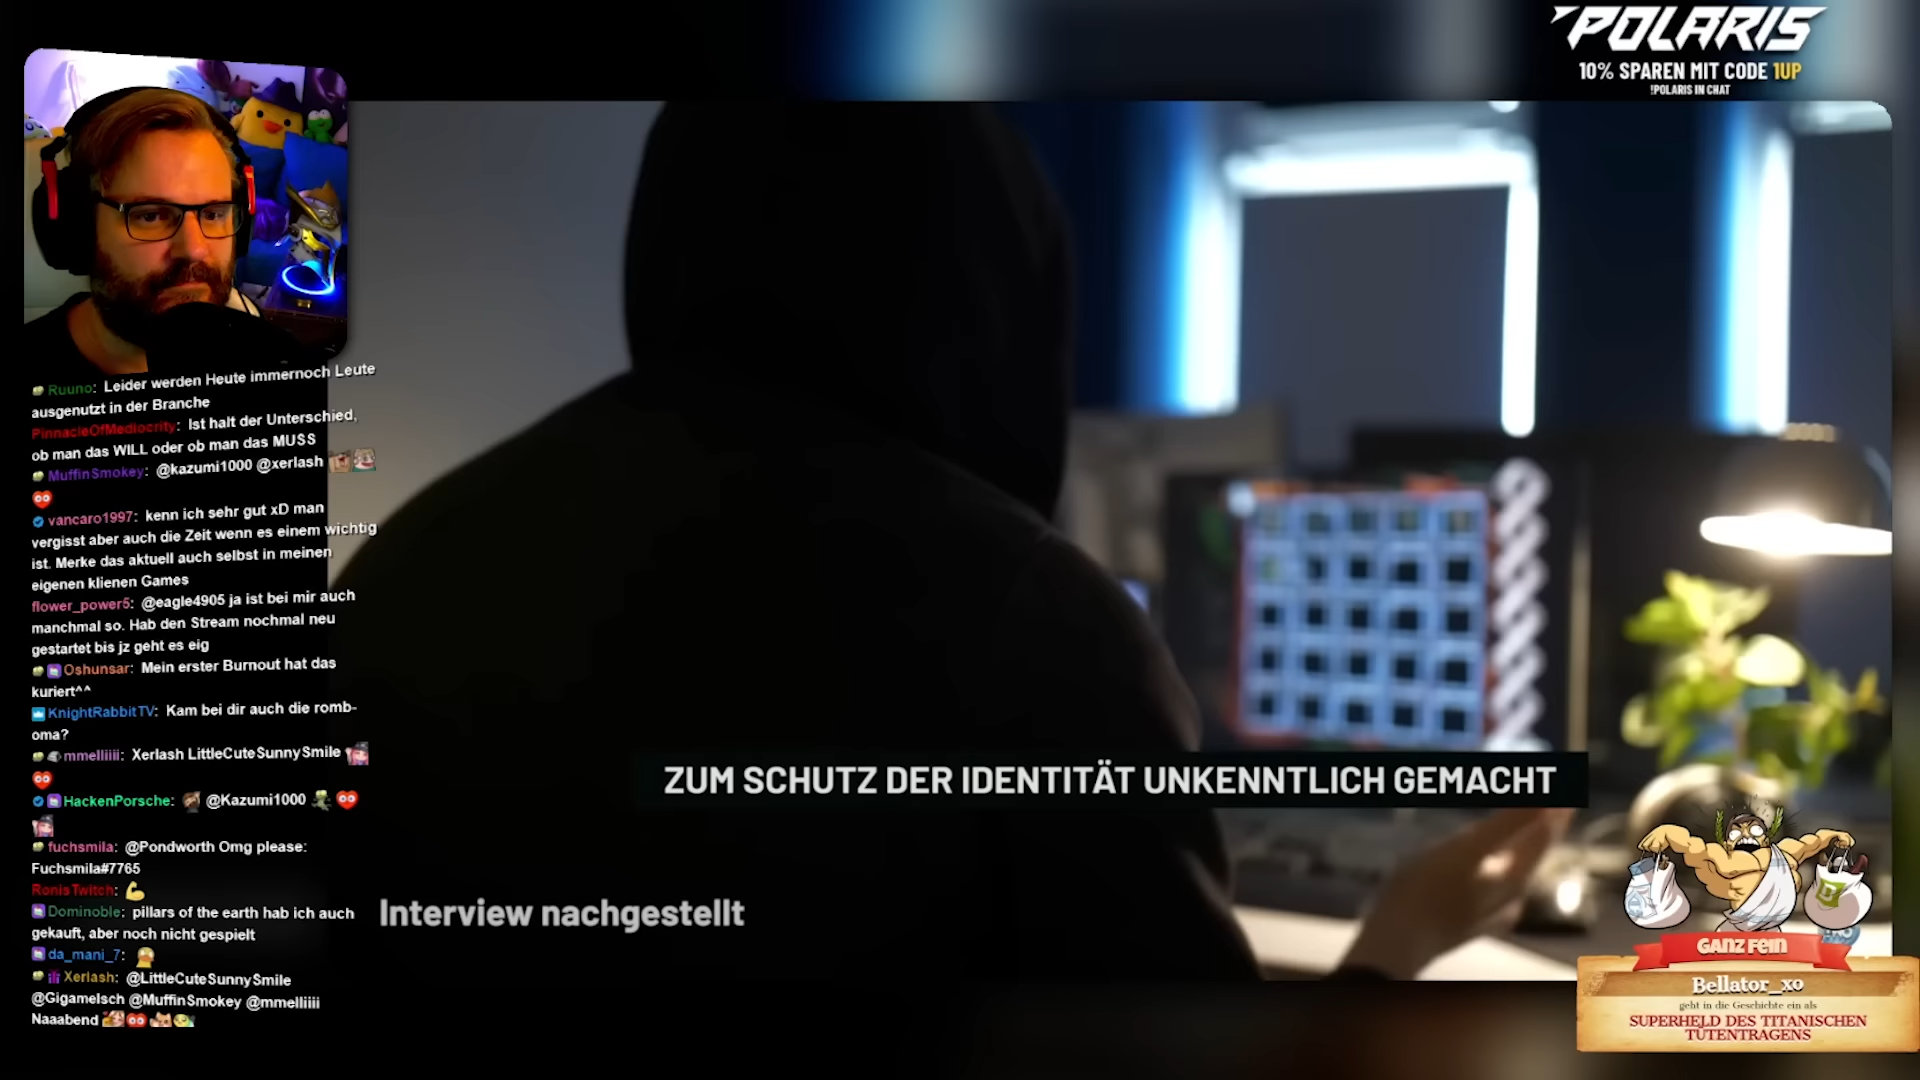 POLARIS
10% SPAREN MIT CODE 1UP
!POLARIS IN CHAT
Ruuno: Leider werden Heute immernoch Leute
ausgenutzt in der Branche
PinnacleOfMediocrity: Ist halt der Unterschied,
ob man das WILL oder ob man das MUSS
MuffinSmokey: @kazumi1000 @xerlash
vancaro1997: kenn ich sehr gut xD man
vergisst aber auch die Zeit wenn es einem wichtig
ist. Merke das aktuell auch selbst in meinen
eigenen klienen Games
flower_power5: @eagle4905 ja ist bei mir auch
manchmal so. Hab den Stream nochmal neu
gestartet bis jz geht es eig
Oshunsar: Mein erster Burnout hat das
kuriert^^
KnightRabbitTV: Kam bei dir auch die romb-
oma?
mmelliiii: Xerlash LittleCuteSunnySmile
HackenPorsche: @Kazumi1000
fuchsmila: @Pondworth Omg please:
Fuchsmila#7765
RonisTwitch:
Dominoble: pillars of the earth hab ich auch
gekauft, aber noch nicht gespielt
da_mani_7:
Xerlash: @LittleCuteSunnySmile
@Gigamelsch @MuffinSmokey @mmelliiii
Naaabend
ZUM SCHUTZ DER IDENTITÄT UNKENNTLICH GEMACHT
Interview nachgestellt
GANZ FEIN
Bellator_xo
geht in die Geschichte ein als
SUPERHELD DES TITANISCHEN
TÜTENTRAGENS